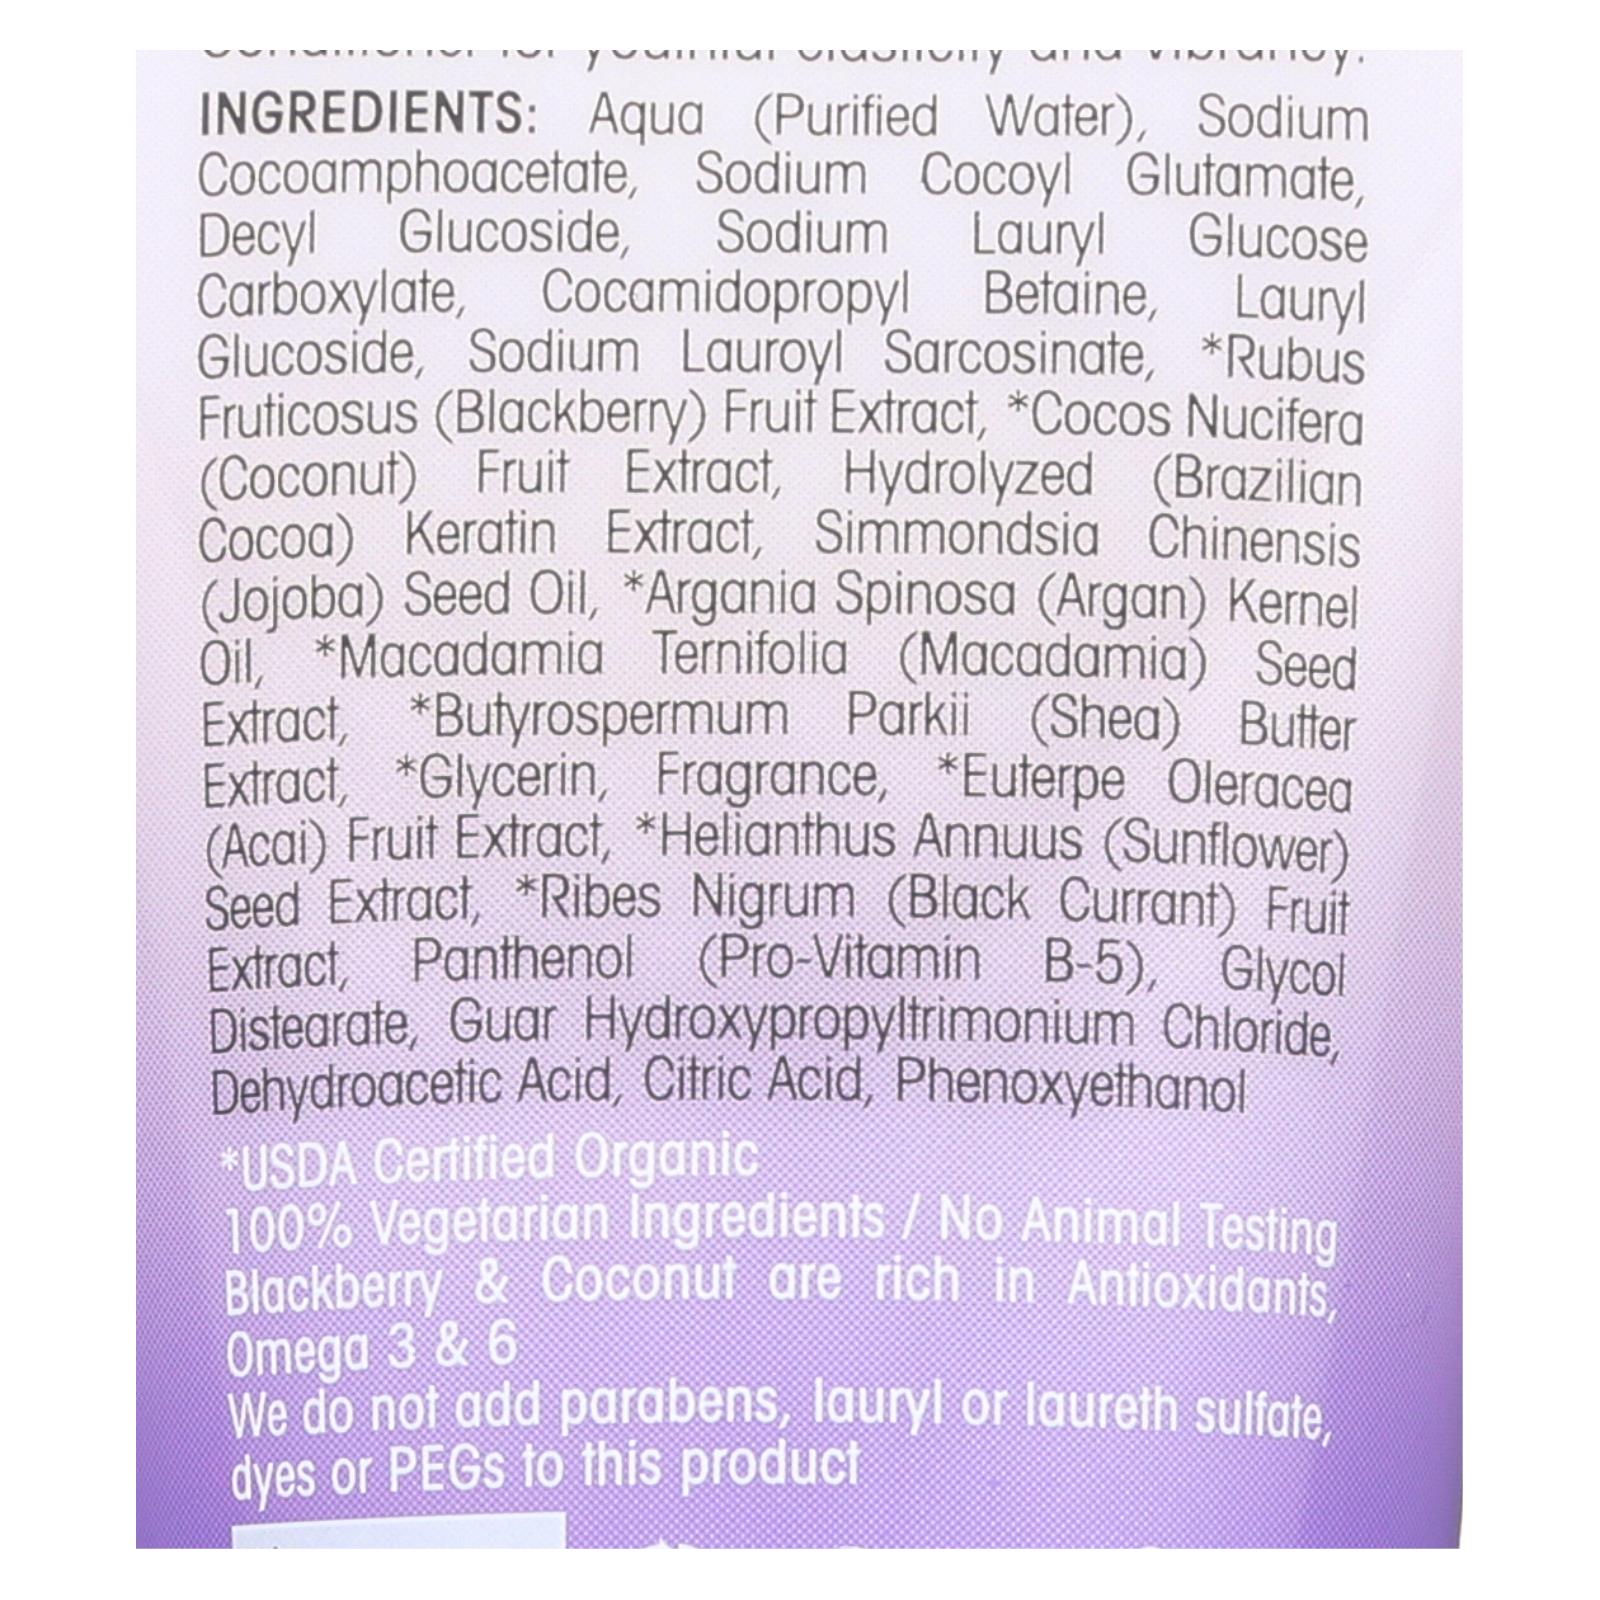 Conditioner for youthful elasticity and vibrancy.
INGREDIENTS: Aqua (Purified Water), Sodium
Cocoamphoacetate, Sodium Cocoyl Glutamate,
Decyl Glucoside, Sodium Lauryl Glucose
Carboxylate, Cocamidopropyl Betaine, Lauryl
Glucoside, Sodium Lauroyl Sarcosinate, *Rubus
Fruticosus (Blackberry) Fruit Extract, *Cocos Nucifera
(Coconut) Fruit Extract, Hydrolyzed (Brazilian
Cocoa) Keratin Extract, Simmondsia Chinensis
(Jojoba) Seed Oil, *Argania Spinosa (Argan) Kernel
Oil, *Macadamia Ternifolia (Macadamia) Seed
Extract, *Butyrospermum Parkii (Shea) Butter
Extract, *Glycerin, Fragrance, *Euterpe Oleracea
(Acai) Fruit Extract, *Helianthus Annuus (Sunflower)
Seed Extract, *Ribes Nigrum (Black Currant) Fruit
Extract, Panthenol (Pro-Vitamin B-5), Glycol
Distearate, Guar Hydroxypropyltrimonium Chloride,
Dehydroacetic Acid, Citric Acid, Phenoxyethanol
*USDA Certified Organic
100% Vegetarian Ingredients / No Animal Testing
Blackberry & Coconut are rich in Antioxidants,
Omega 3 & 6
We do not add parabens, lauryl or laureth sulfate,
dyes or PEGs to this product